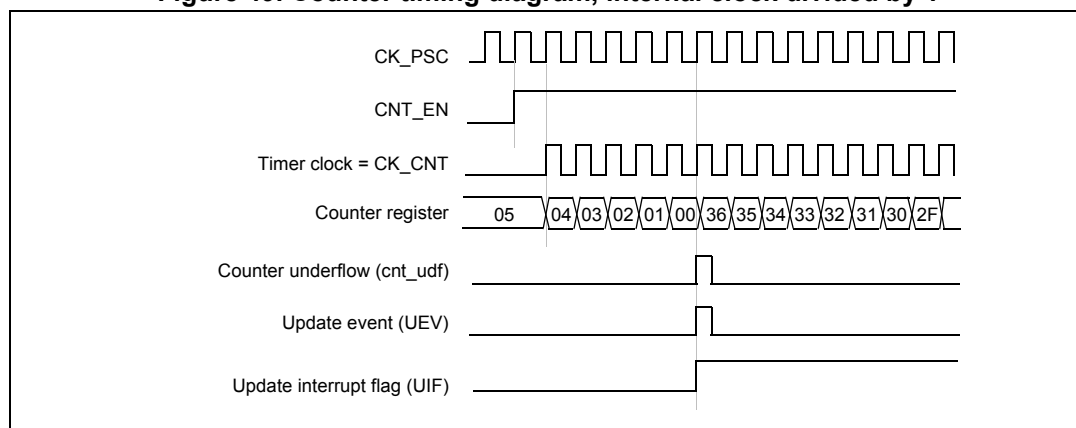 CK_PSC
CNT_EN
Timer clock = CK_CNT
Counter register 05 04 03 02 01 00 36 35 34 33 32 31 30 2F
Counter underflow (cnt_udf)
Update event (UEV)
Update interrupt flag (UIF)